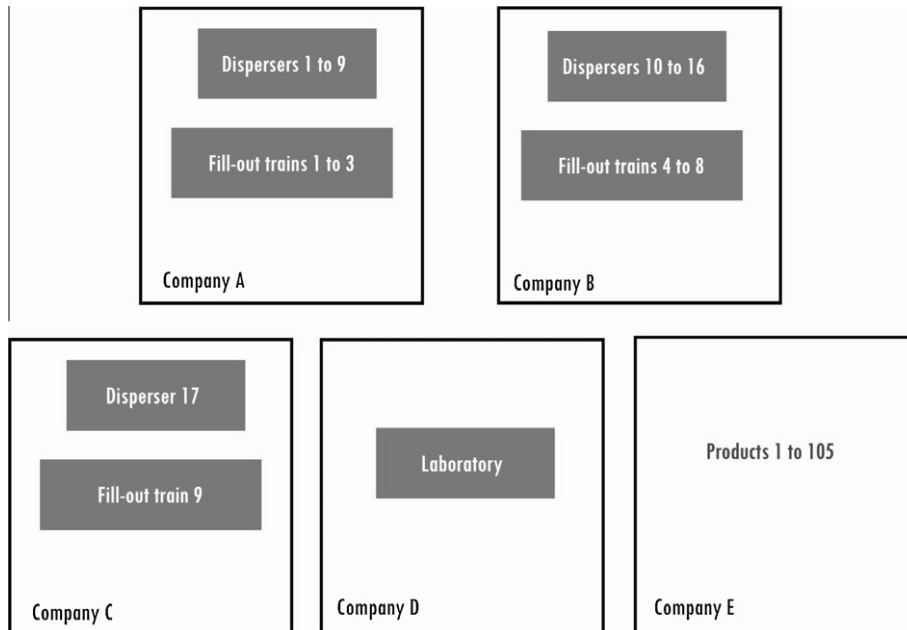 Dispersers 1 to 9
Fill-out trains 1 to 3
Company A
Dispersers 10 to 16
Fill-out trains 4 to 8
Company B
Disperser 17
Fill-out train 9
Company C
Laboratory
Company D
Products 1 to 105
Company E